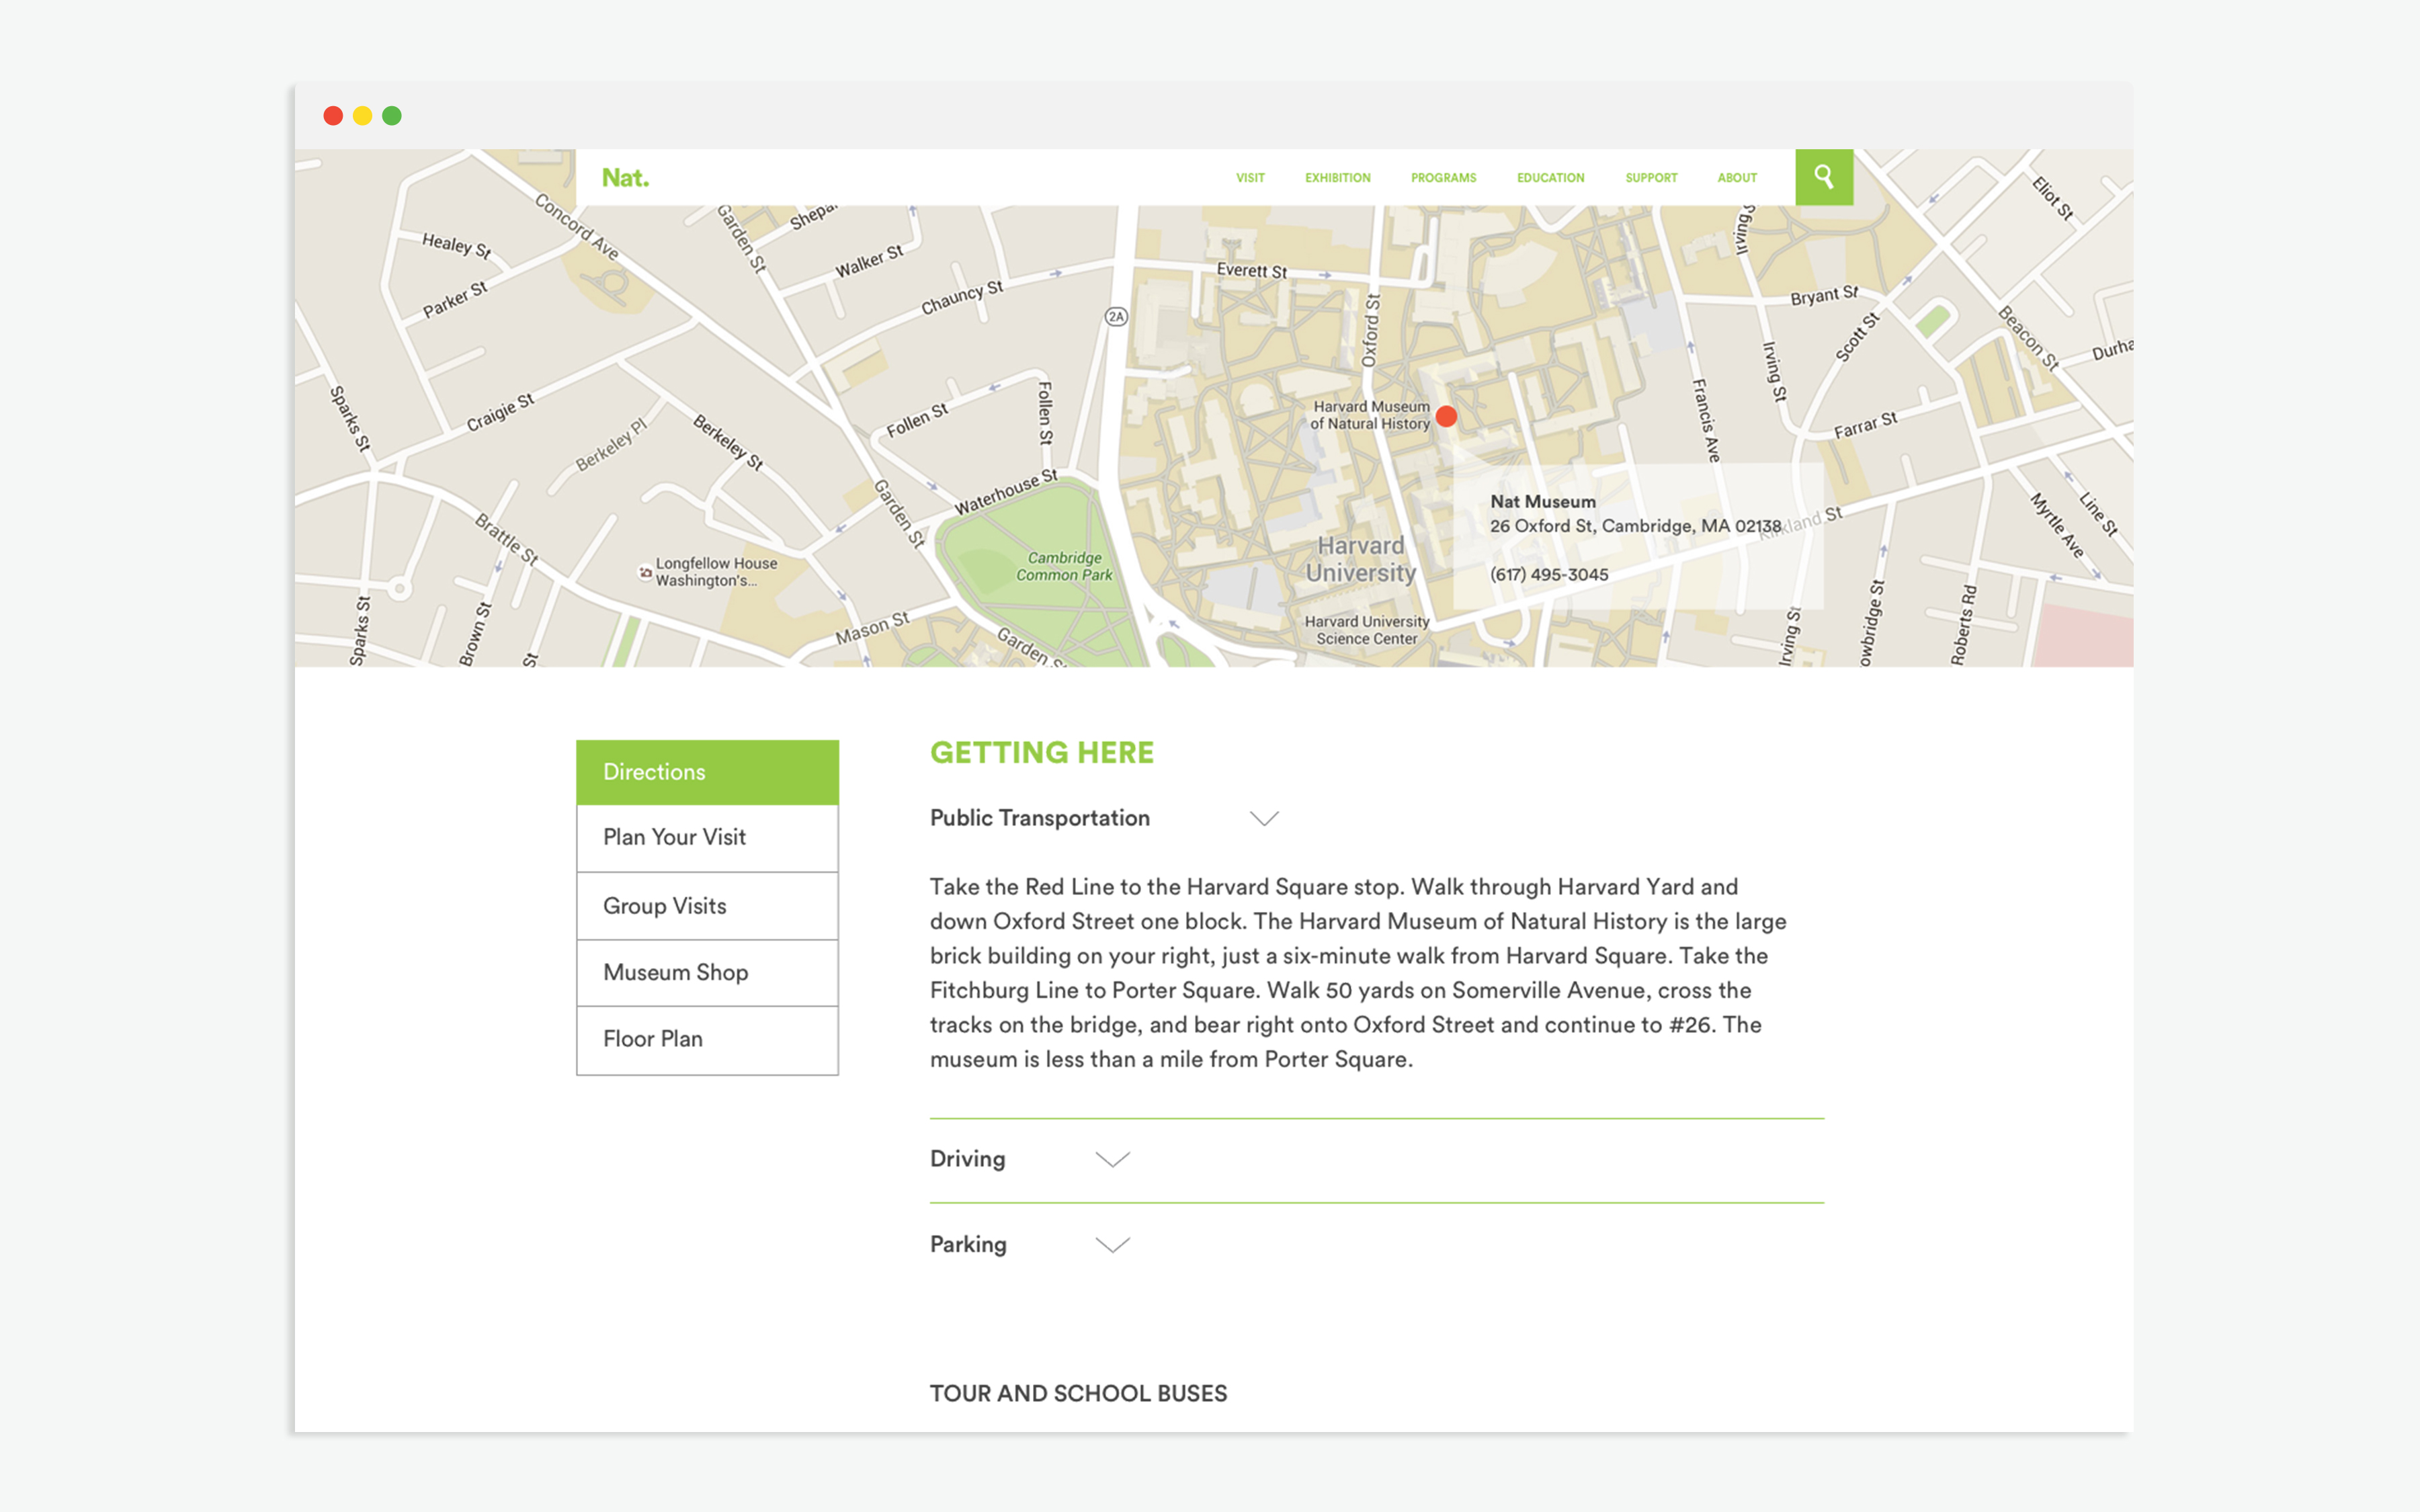 Nat.
VISIT
EXHIBITION
PROGRAMS
EDUCATION
SUPPORT
ABOUT
Concord Ave
Healey St
Parker St
Garden St
Walker St
Chauncy St
2A
Everett St
Oxford St
Irving St
Bryant St
Scott St
Eliot St
Beacon St
Sparks St
Craigie St
Berkeley Pl
Berkeley St
Follen St
Follen St
Harvard Museum
of Natural History
Francis Ave
Farrar St
Garden St
Waterhouse St
Nat Museum
26 Oxford St, Cambridge, MA 02138
(617) 495-3045
Kirkland St
Myrtle Ave
Line St
Brattle St
Longfellow House
Washington's...
Cambridge
Common Park
Harvard
University
Harvard University
Science Center
Sparks St
Brown St
St
Mason St
Garden St
Irving St
Roberts Rd
Directions
Plan Your Visit
Group Visits
Museum Shop
Floor Plan
GETTING HERE
Public Transportation
Take the Red Line to the Harvard Square stop. Walk through Harvard Yard and
down Oxford Street one block. The Harvard Museum of Natural History is the large
brick building on your right, just a six-minute walk from Harvard Square. Take the
Fitchburg Line to Porter Square. Walk 50 yards on Somerville Avenue, cross the
tracks on the bridge, and bear right onto Oxford Street and continue to #26. The
museum is less than a mile from Porter Square.
Driving
Parking
TOUR AND SCHOOL BUSES